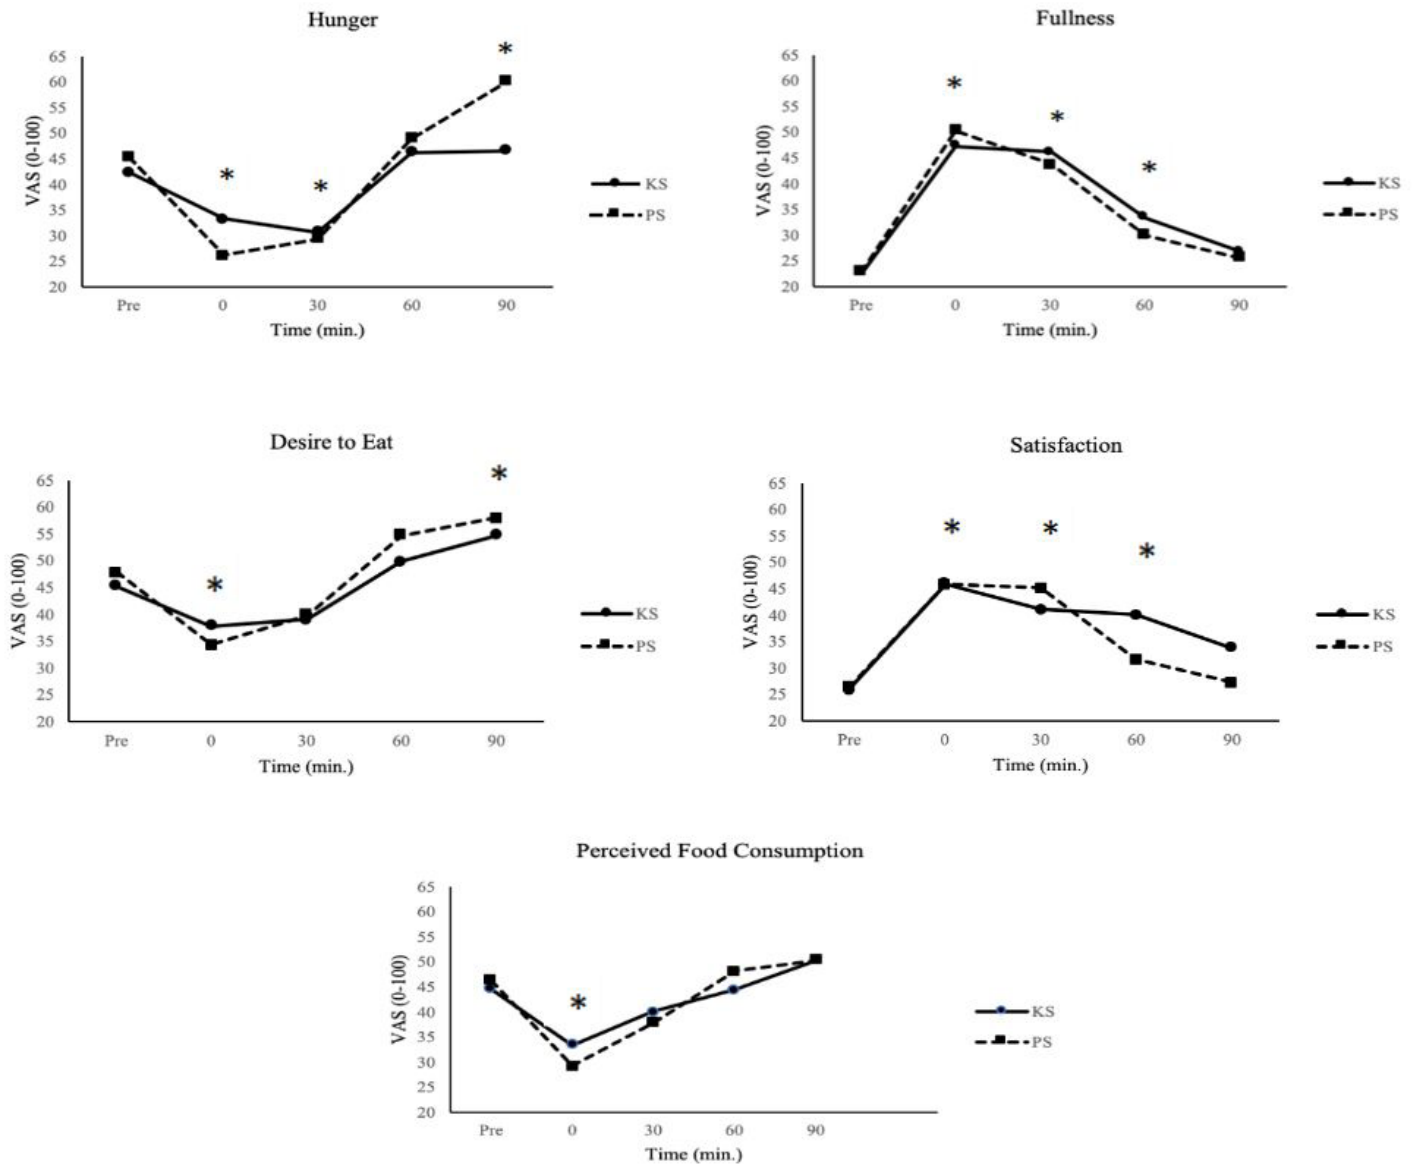 Hunger
*
65
60
55
50
45
40
35
30
25
20
VAS (0-100)
*
*
KS
PS
Pre 0 30 60 90
Time (min.)
Fullness
65
60
55
50
45
40
35
30
25
20
VAS (0-100)
*
*
*
KS
PS
Pre 0 30 60 90
Time (min.)
Desire to Eat
*
65
60
55
50
45
40
35
30
25
20
VAS (0-100)
*
KS
PS
Pre 0 30 60 90
Time (min.)
Satisfaction
65
60
55
50
45
40
35
30
25
20
VAS (0-100)
* * *
KS
PS
Pre 0 30 60 90
Time (min.)
Perceived Food Consumption
65
60
55
50
45
40
35
30
25
20
VAS (0-100)
*
KS
PS
Pre 0 30 60 90
Time (min.)